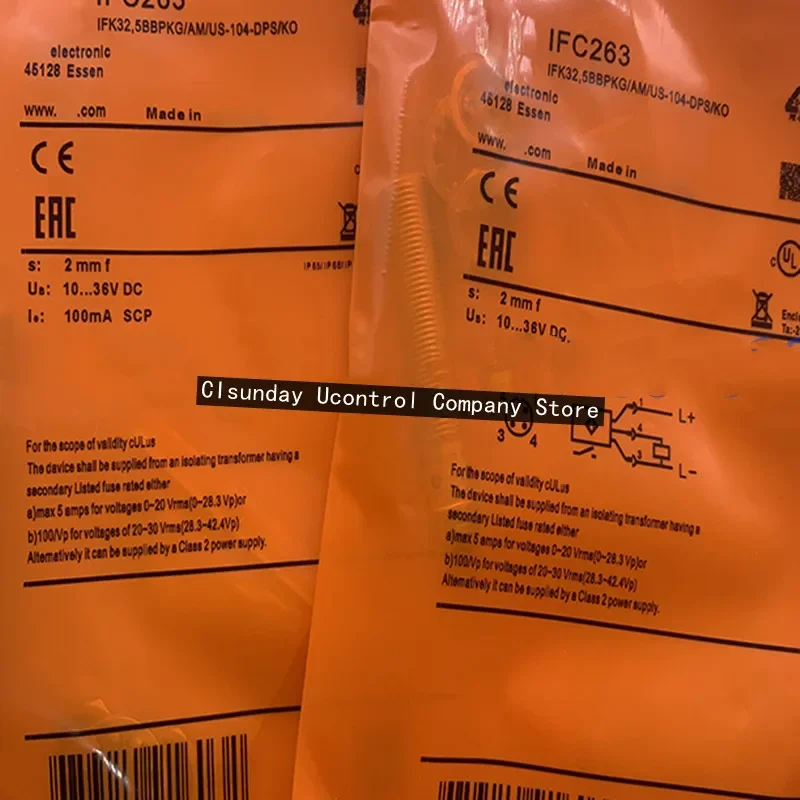 IFC263
IFK32,5BBPKG/AM/US-104-DPS/KO
electronic
45128 Essen
www. .com Made in
CE
EAC
s: 2 mm f
UB: 10...36V DC
Ie: 100mA SCP
For the scope of validity cULus
The device shall be supplied from an isolating transformer having a
secondary Listed fuse rated either
a)max 5 amps for voltages 0~20 Vrms(0~28.3 Vp)or
b)100/Vp for voltages of 20~30 Vrms(28.3~42.4Vp)
Alternatively it can be supplied by a Class 2 power supply.
IFC263
IFK32,5BBPKG/AM/US-104-DPS/KO
electronic
45128 Essen
www. .com Made in
CE
EAC
c UL
s: 2 mm f
UB: 10...36V DC
Clsunday Ucontrol Company Store
3 4
1 L+
4
3 L-
For the scope of validity cULus
The device shall be supplied from an isolating transformer having a
secondary Listed fuse rated either
a)max 5 amps for voltages 0~20 Vrms(0~28.3 Vp)or
b)100/Vp for voltages of 20~30 Vrms(28.3~42.4Vp)
Alternatively it can be supplied by a Class 2 power supply.